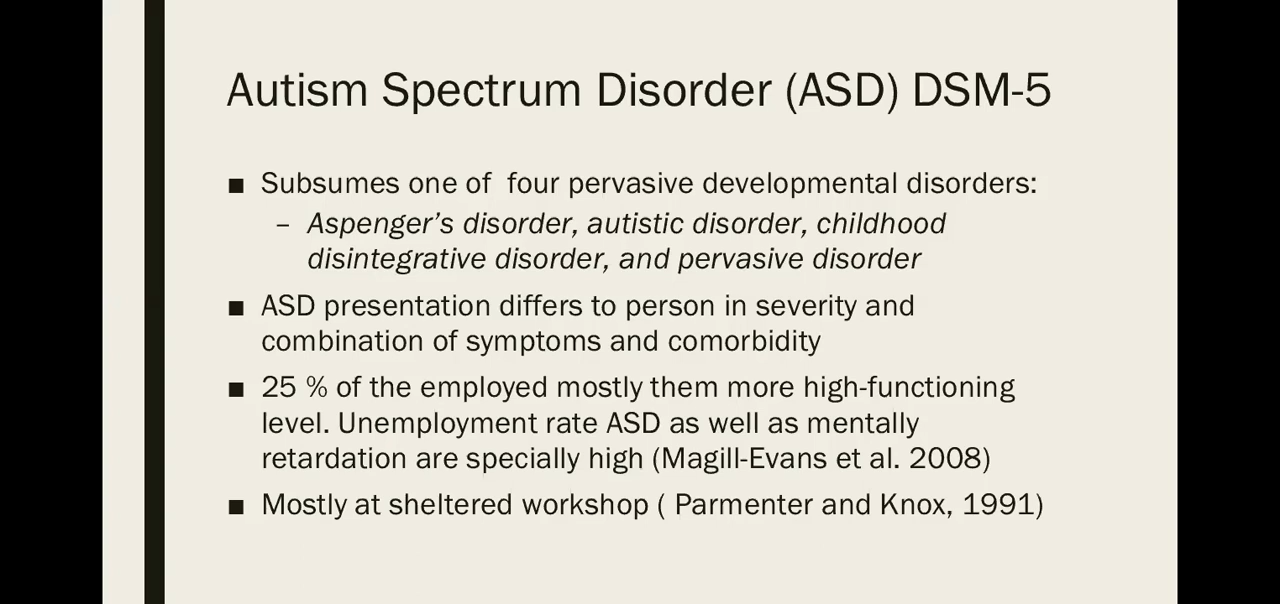 Autism Spectrum Disorder (ASD) DSM-5
■ Subsumes one of  four pervasive developmental disorders:
– Aspenger’s disorder, autistic disorder, childhood
disintegrative disorder, and pervasive disorder
■ ASD presentation differs to person in severity and
combination of symptoms and comorbidity
■ 25 % of the employed mostly them more high-functioning
level. Unemployment rate ASD as well as mentally
retardation are specially high (Magill-Evans et al. 2008)
■ Mostly at sheltered workshop ( Parmenter and Knox, 1991)